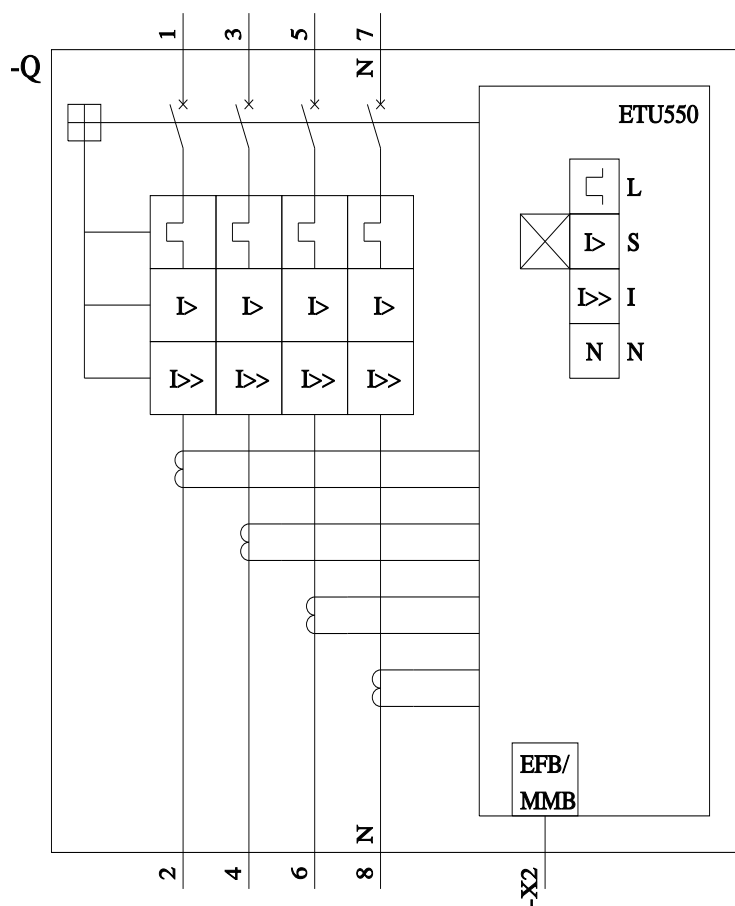 1 3 5 7
-Q N
ETU550
L
I> S
I> I> I> I> I>> I
I>> I>> I>> I>> N N
EFB/
MMB
N
2 4 6 8 -X2